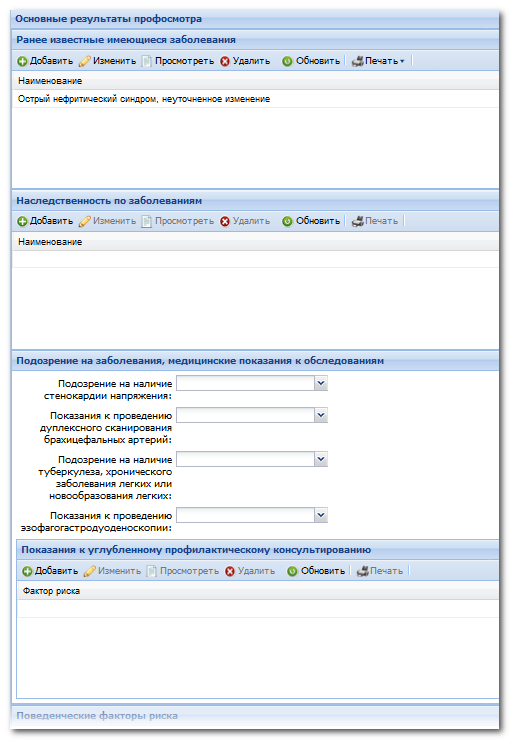 Основные результаты профосмотра
Ранее известные имеющиеся заболевания
Добавить Изменить Просмотреть Удалить Обновить Печать
Наименование
Острый нефритический синдром, неуточненное изменение
Наследственность по заболеваниям
Добавить Изменить Просмотреть Удалить Обновить Печать
Наименование
Подозрение на заболевания, медицинские показания к обследованиям
Подозрение на наличие
стенокардии напряжения:
Показания к проведению
дуплексного сканирования
брахицефальных артерий:
Подозрение на наличие
туберкулеза, хронического
заболевания легких или
новообразования легких:
Показания к проведению
эзофагогастродуоденоскопии:
Показания к углубленному профилактическому консультированию
Добавить Изменить Просмотреть Удалить Обновить Печать
Фактор риска
Поведенческие факторы риска